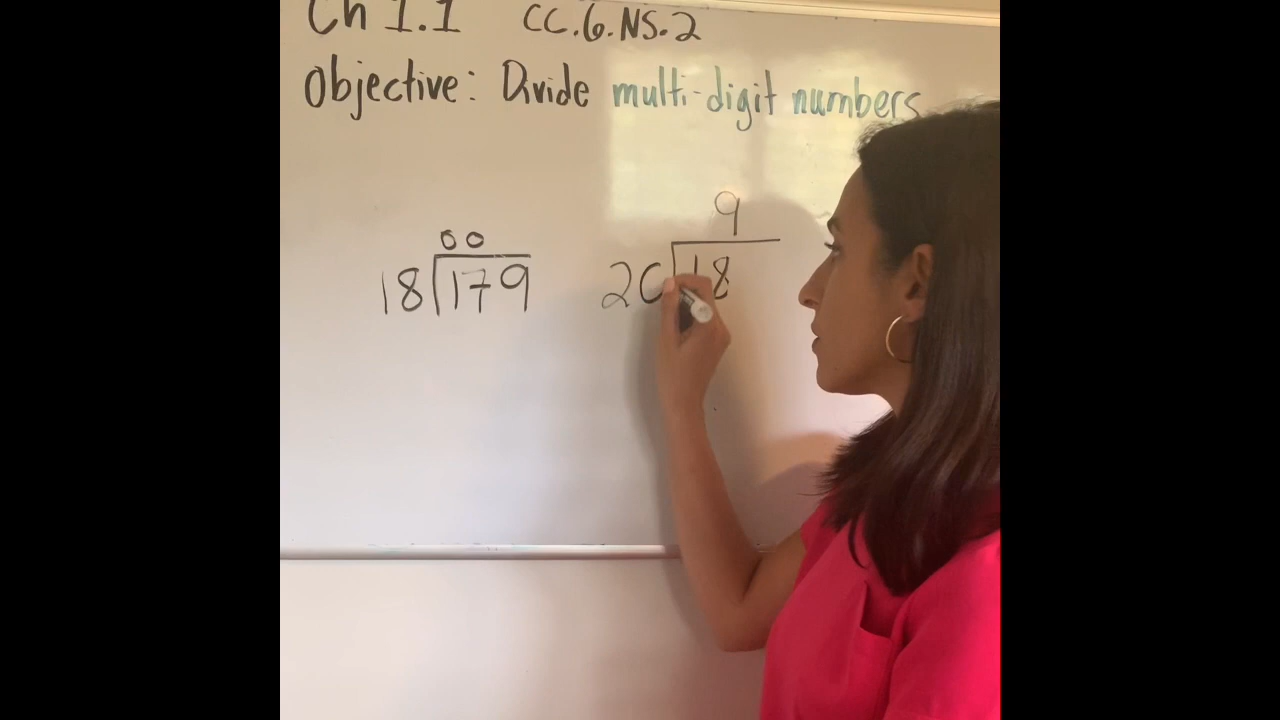 Ch 1.1 CC.6.NS.2
Objective: Divide multi-digit numbers
00
18 179
9
20 18